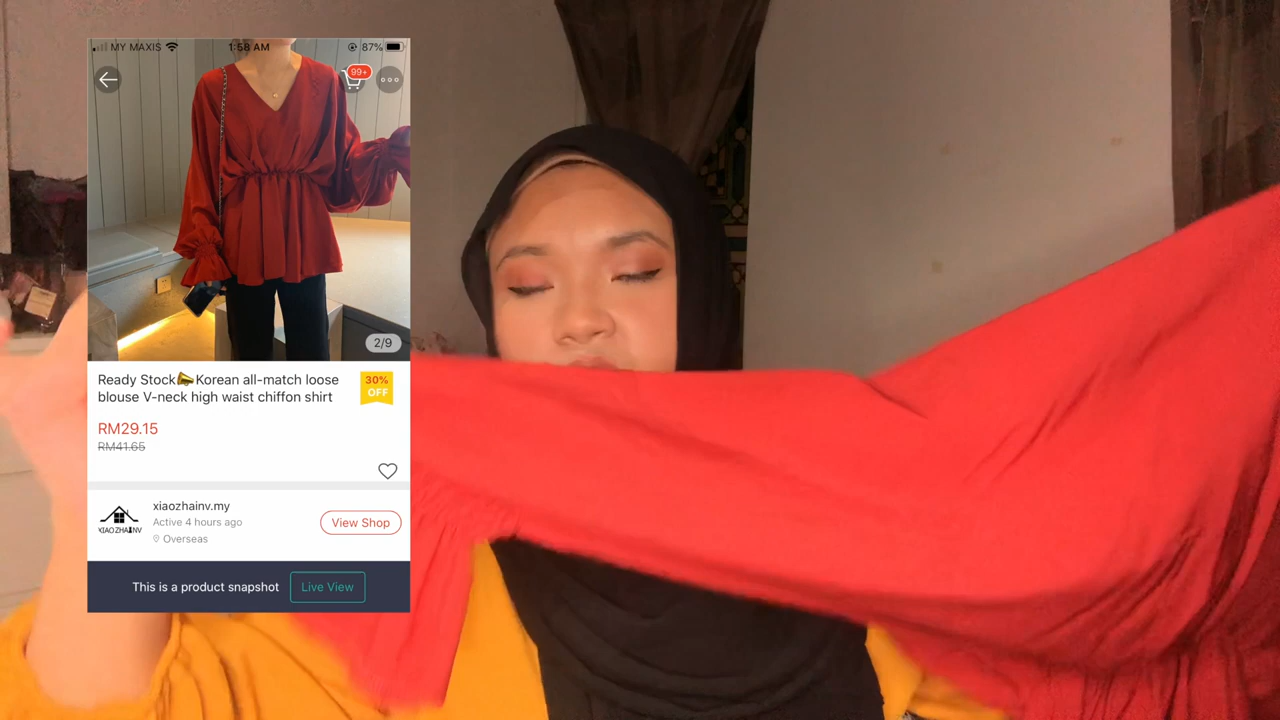 MY MAXIS
1:58 AM
87%
99+
2/9
Ready Stock📣Korean all-match loose
blouse V-neck high waist chiffon shirt
30%
OFF
RM29.15
RM41.65
XIAO ZHAINV
xiaozhainv.my
Active 4 hours ago
Overseas
View Shop
This is a product snapshot
Live View